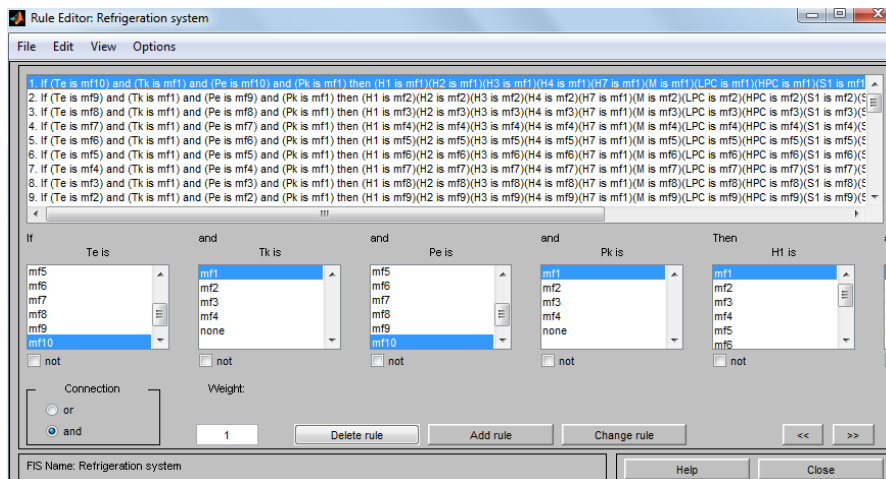 Rule Editor: Refrigeration system
File Edit View Options
1. If (Te is mf10) and (Tk is mf1) and (Pe is mf10) and (Pk is mf1) then (H1 is mf1)(H2 is mf1)(H3 is mf1)(H4 is mf1)(H7 is mf1)(M is mf1)(LPC is mf1)(HPC is mf1)(S1 is mf1
2. If (Te is mf9) and (Tk is mf1) and (Pe is mf9) and (Pk is mf1) then (H1 is mf2)(H2 is mf2)(H3 is mf2)(H4 is mf2)(H7 is mf1)(M is mf2)(LPC is mf2)(HPC is mf2)(S1 is mf2)(S
3. If (Te is mf8) and (Tk is mf1) and (Pe is mf8) and (Pk is mf1) then (H1 is mf3)(H2 is mf3)(H3 is mf3)(H4 is mf3)(H7 is mf1)(M is mf3)(LPC is mf3)(HPC is mf3)(S1 is mf3)(S
4. If (Te is mf7) and (Tk is mf1) and (Pe is mf7) and (Pk is mf1) then (H1 is mf4)(H2 is mf4)(H3 is mf4)(H4 is mf4)(H7 is mf1)(M is mf4)(LPC is mf4)(HPC is mf4)(S1 is mf4)(S
5. If (Te is mf6) and (Tk is mf1) and (Pe is mf6) and (Pk is mf1) then (H1 is mf5)(H2 is mf5)(H3 is mf5)(H4 is mf5)(H7 is mf1)(M is mf5)(LPC is mf5)(HPC is mf5)(S1 is mf5)(S
6. If (Te is mf5) and (Tk is mf1) and (Pe is mf5) and (Pk is mf1) then (H1 is mf6)(H2 is mf6)(H3 is mf6)(H4 is mf6)(H7 is mf1)(M is mf6)(LPC is mf6)(HPC is mf6)(S1 is mf6)(S
7. If (Te is mf4) and (Tk is mf1) and (Pe is mf4) and (Pk is mf1) then (H1 is mf7)(H2 is mf7)(H3 is mf7)(H4 is mf7)(H7 is mf1)(M is mf7)(LPC is mf7)(HPC is mf7)(S1 is mf7)(S
8. If (Te is mf3) and (Tk is mf1) and (Pe is mf3) and (Pk is mf1) then (H1 is mf8)(H2 is mf8)(H3 is mf8)(H4 is mf8)(H7 is mf1)(M is mf8)(LPC is mf8)(HPC is mf8)(S1 is mf8)(S
9. If (Te is mf2) and (Tk is mf1) and (Pe is mf2) and (Pk is mf1) then (H1 is mf9)(H2 is mf9)(H3 is mf9)(H4 is mf9)(H7 is mf1)(M is mf9)(LPC is mf9)(HPC is mf9)(S1 is mf9)(S
If and and and Then
Te is Tk is Pe is Pk is H1 is
mf5 mf1 mf5 mf1 mf1
mf6 mf2 mf6 mf2 mf2
mf7 mf3 mf7 mf3 mf3
mf8 mf4 mf8 mf4 mf4
mf9 none mf9 none mf5
mf10 mf10 mf6
not not not not not
Connection Weight:
or
and 1 Delete rule Add rule Change rule << >>
FIS Name: Refrigeration system Help Close